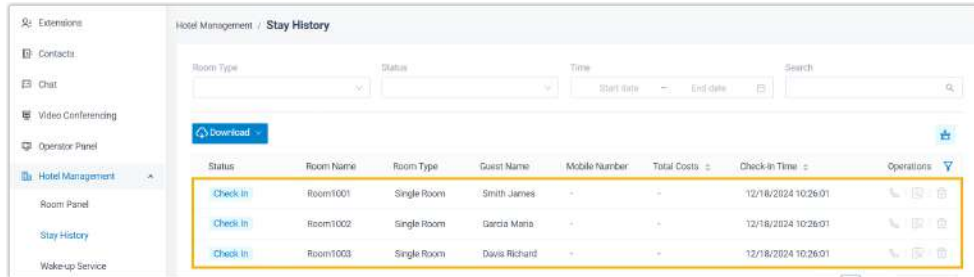 Extensions
Hotel Management / Stay History
Contacts
Room Type Status Time Search
Chat
Start date – End date
Video Conferencing
Operator Panel
Download
Hotel Management
Status Room Name Room Type Guest Name Mobile Number Total Costs Check-In Time Operations
Check In Room1001 Single Room Smith James - - 12/18/2024 10:26:01
Room Panel
Check In Room1002 Single Room Garcia Maria - - 12/18/2024 10:26:01
Stay History
Check In Room1003 Single Room Davis Richard - - 12/18/2024 10:26:01
Wake-up Service